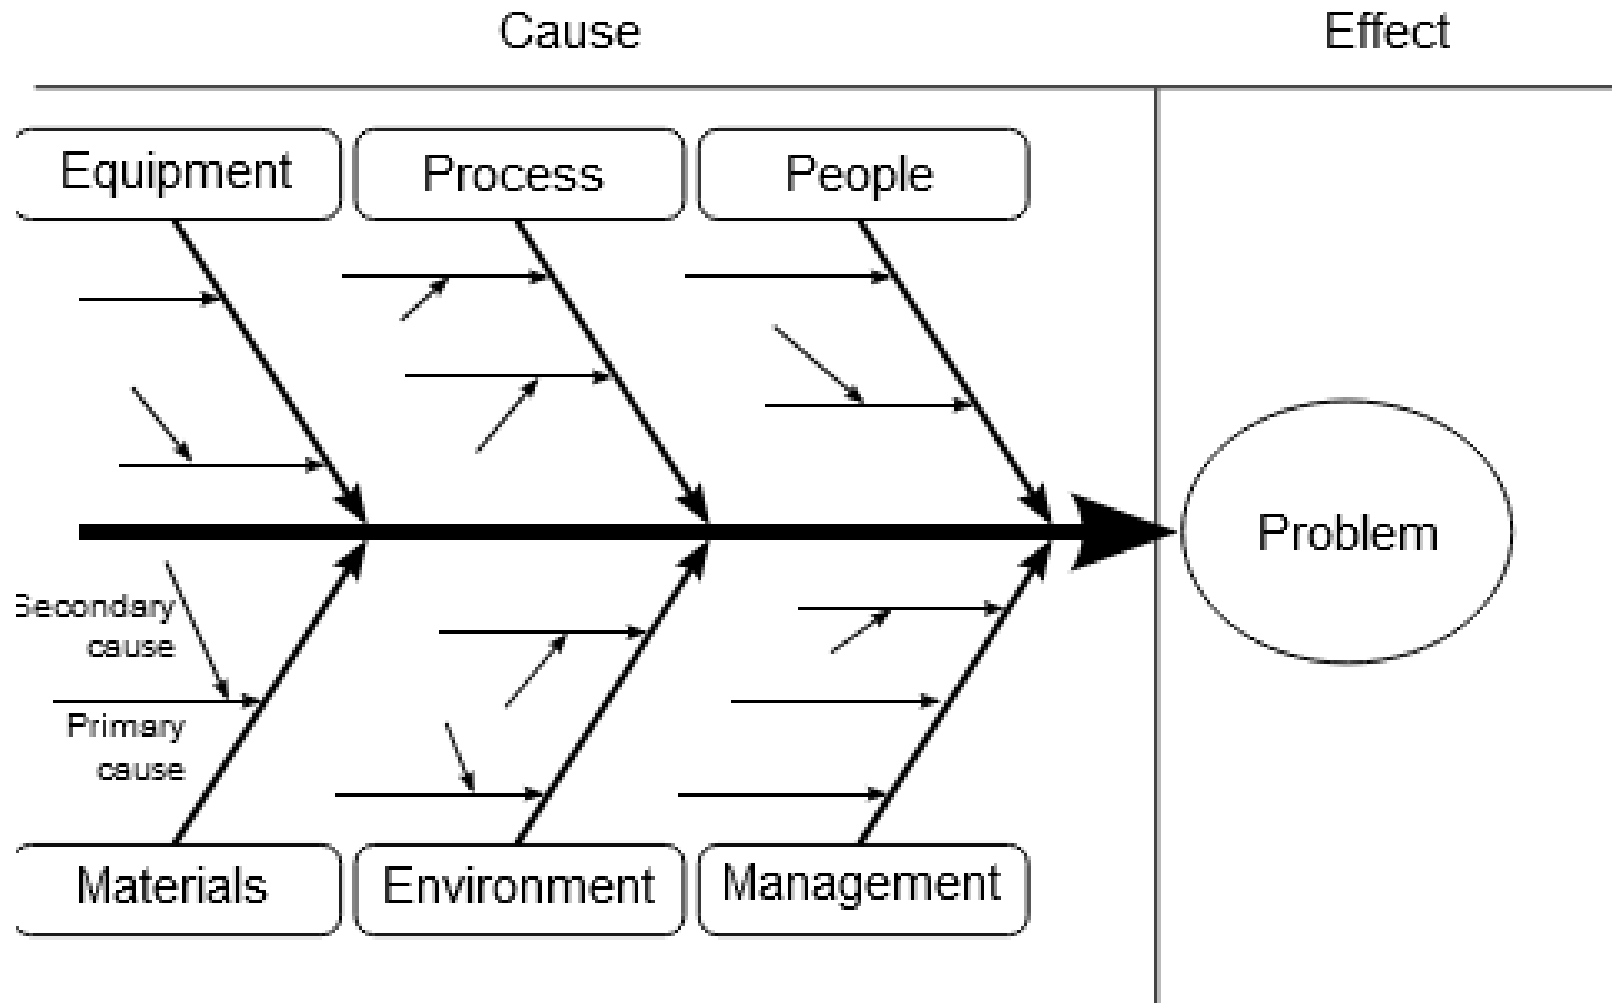 Cause
Effect
Equipment
Process
People
Problem
Secondary
cause
Primary
cause
Materials
Environment
Management